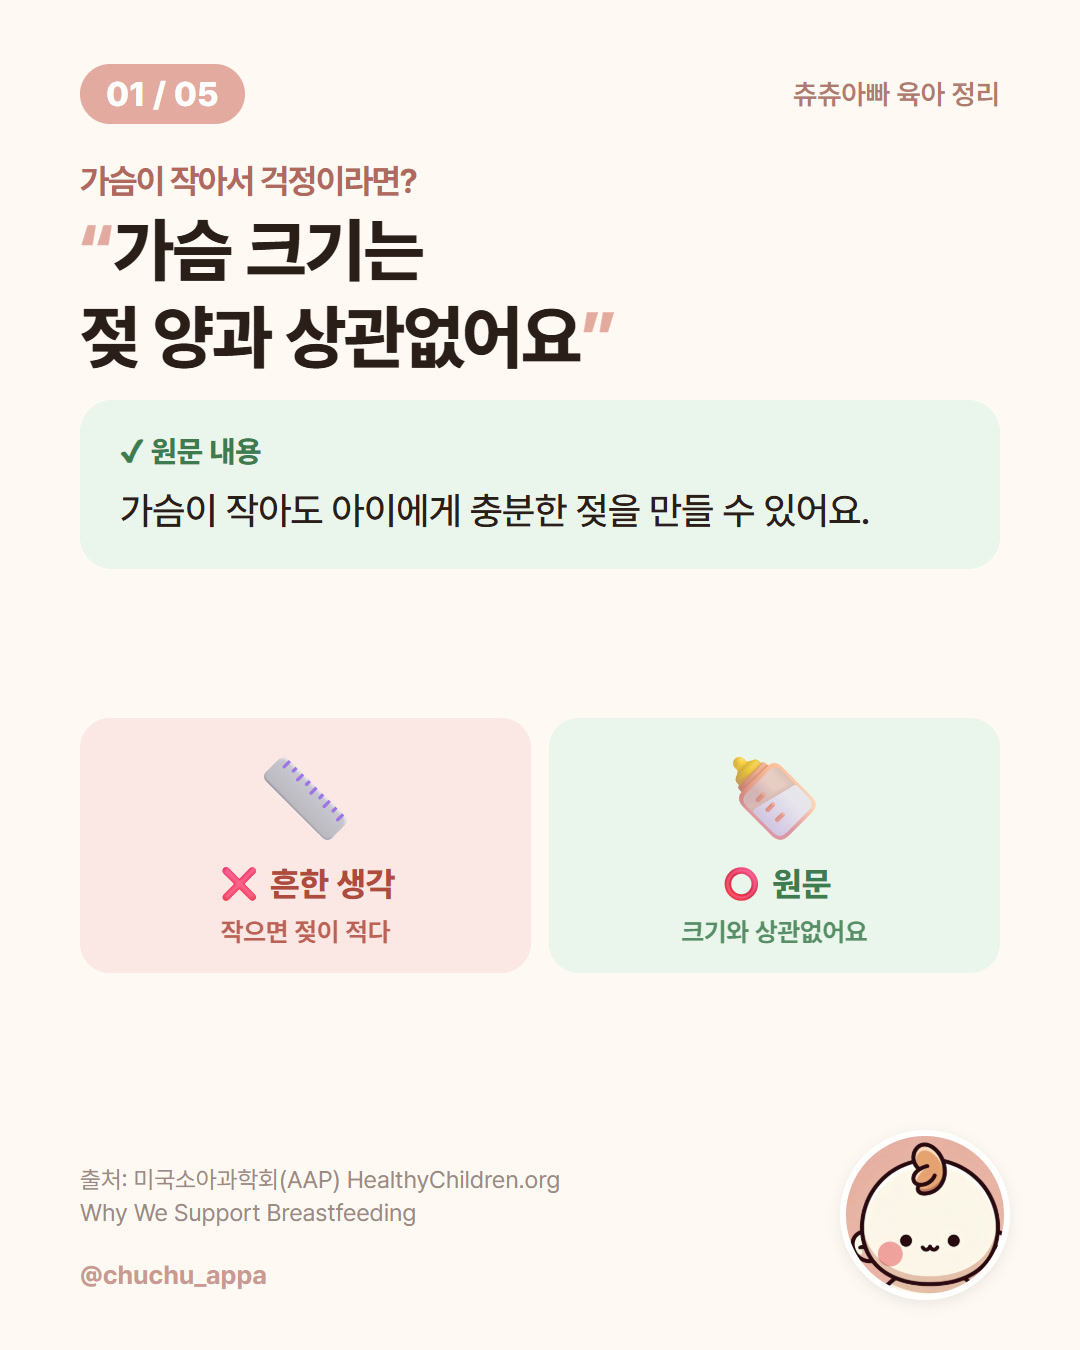 01 / 05
츄츄아빠 육아 정리
가슴이 작아서 걱정이라면?
“가슴 크기는
젖 양과 상관없어요”
✓ 원문 내용
가슴이 작아도 아이에게 충분한 젖을 만들 수 있어요.
❌ 흔한 생각
작으면 젖이 적다
⭕ 원문
크기와 상관없어요
출처: 미국소아과학회(AAP) HealthyChildren.org
Why We Support Breastfeeding
@chuchu_appa